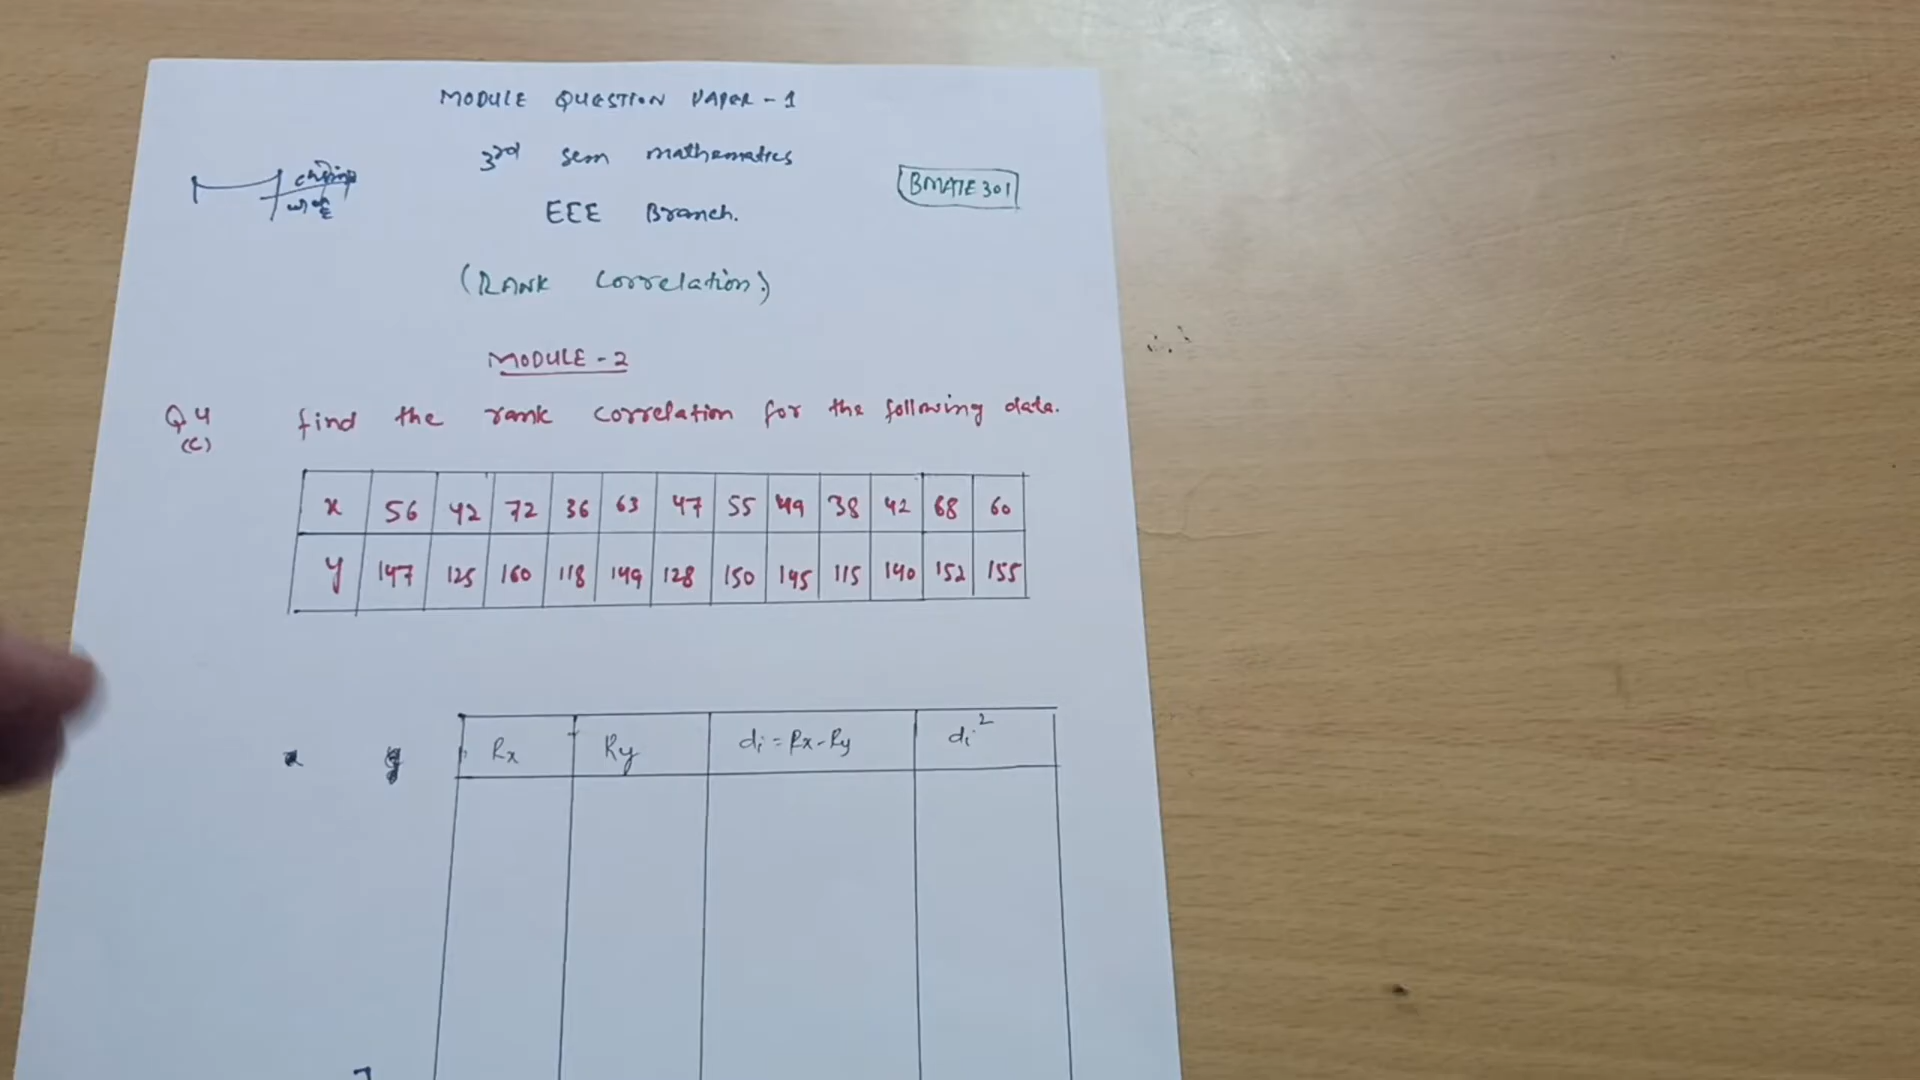 MODULE QUESTION PAPER - 1
3rd sem mathematics
BMATE301
EEE Branch.
(RANK Correlation)
MODULE - 2
Q4 find the rank correlation for the following data.
(c)
x 56 42 72 36 63 47 55 49 38 42 68 60
y 147 125 160 118 149 128 150 145 115 140 152 155
x y Rx Ry di = Rx - Ry di²